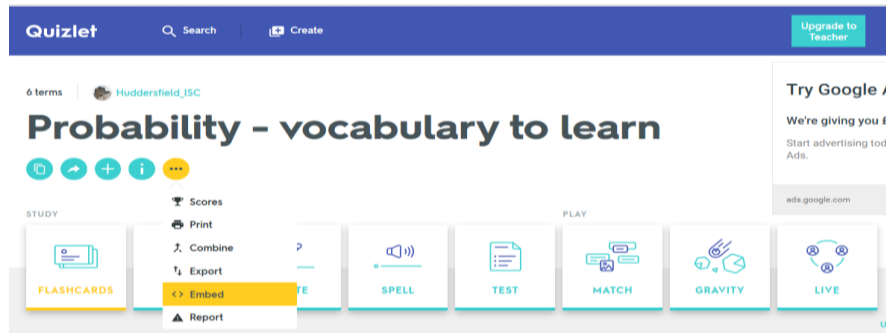 Quizlet Search Create Upgrade to
Teacher
6 terms Huddersfield_ISC
Probability - vocabulary to learn
Try Google
We're giving you
Start advertising tod
Ads.
ads.google.com
Scores
Print
Combine
Export
Embed
Report
STUDY PLAY
FLASHCARDS TE SPELL TEST MATCH GRAVITY LIVE